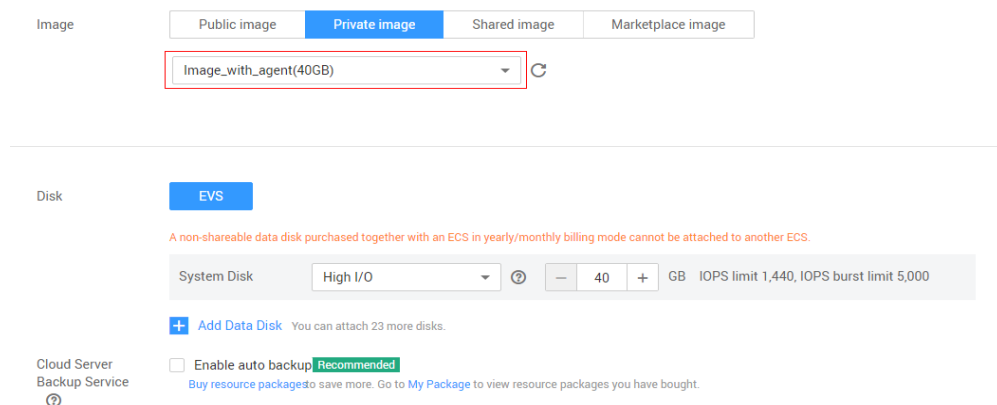 Image Public image Private image Shared image Marketplace image
Image_with_agent(40GB)
Disk EVS
A non-shareable data disk purchased together with an ECS in yearly/monthly billing mode cannot be attached to another ECS.
System Disk High I/O ? − 40 + GB IOPS limit 1,440, IOPS burst limit 5,000
+ Add Data Disk You can attach 23 more disks.
Cloud Server Enable auto backup Recommended
Backup Service Buy resource packages to save more. Go to My Package to view resource packages you have bought.
?